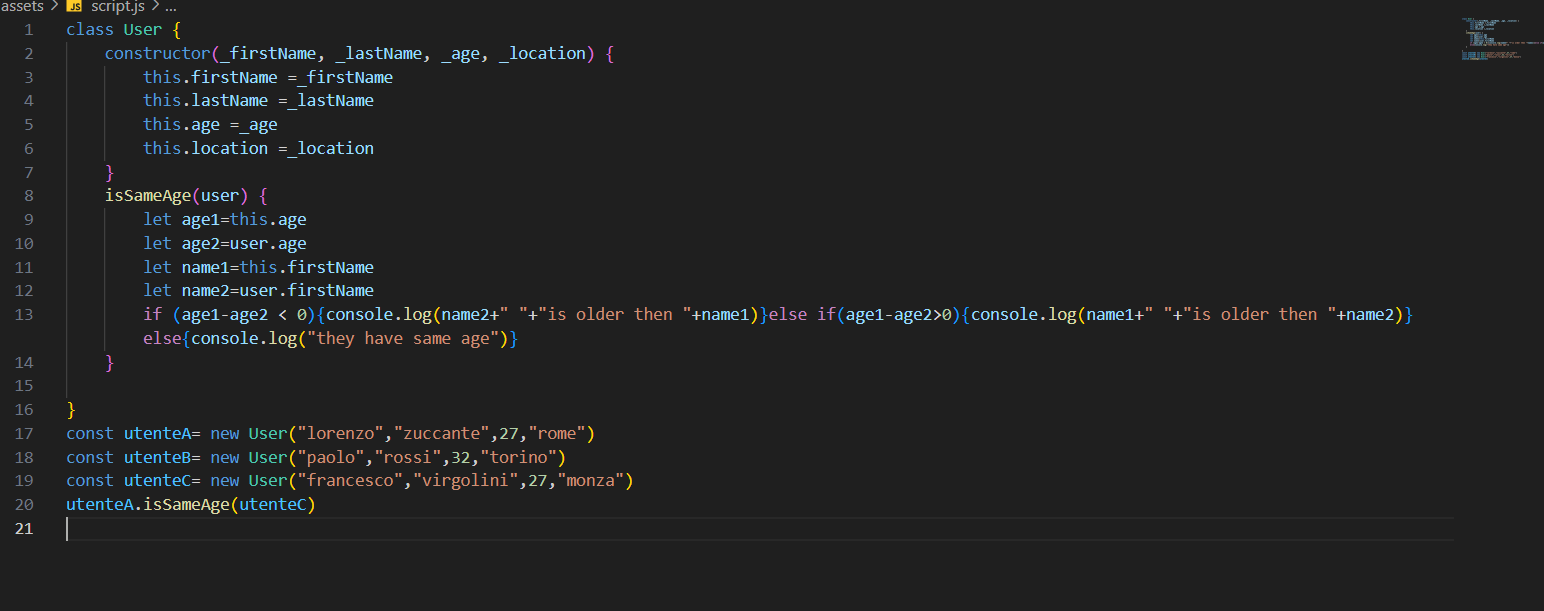 assets > JS script.js > ...
1 class User {
2 constructor(_firstName, _lastName, _age, _location) {
3 this.firstName =_firstName
4 this.lastName =_lastName
5 this.age =_age
6 this.location =_location
7 }
8 isSameAge(user) {
9 let age1=this.age
10 let age2=user.age
11 let name1=this.firstName
12 let name2=user.firstName
13 if (age1-age2 < 0){console.log(name2+" "+"is older then "+name1)}else if(age1-age2>0){console.log(name1+" "+"is older then "+name2)}
else{console.log("they have same age")}
14 }
15
16 }
17 const utenteA= new User("lorenzo","zuccante",27,"rome")
18 const utenteB= new User("paolo","rossi",32,"torino")
19 const utenteC= new User("francesco","virgolini",27,"monza")
20 utenteA.isSameAge(utenteC)
21